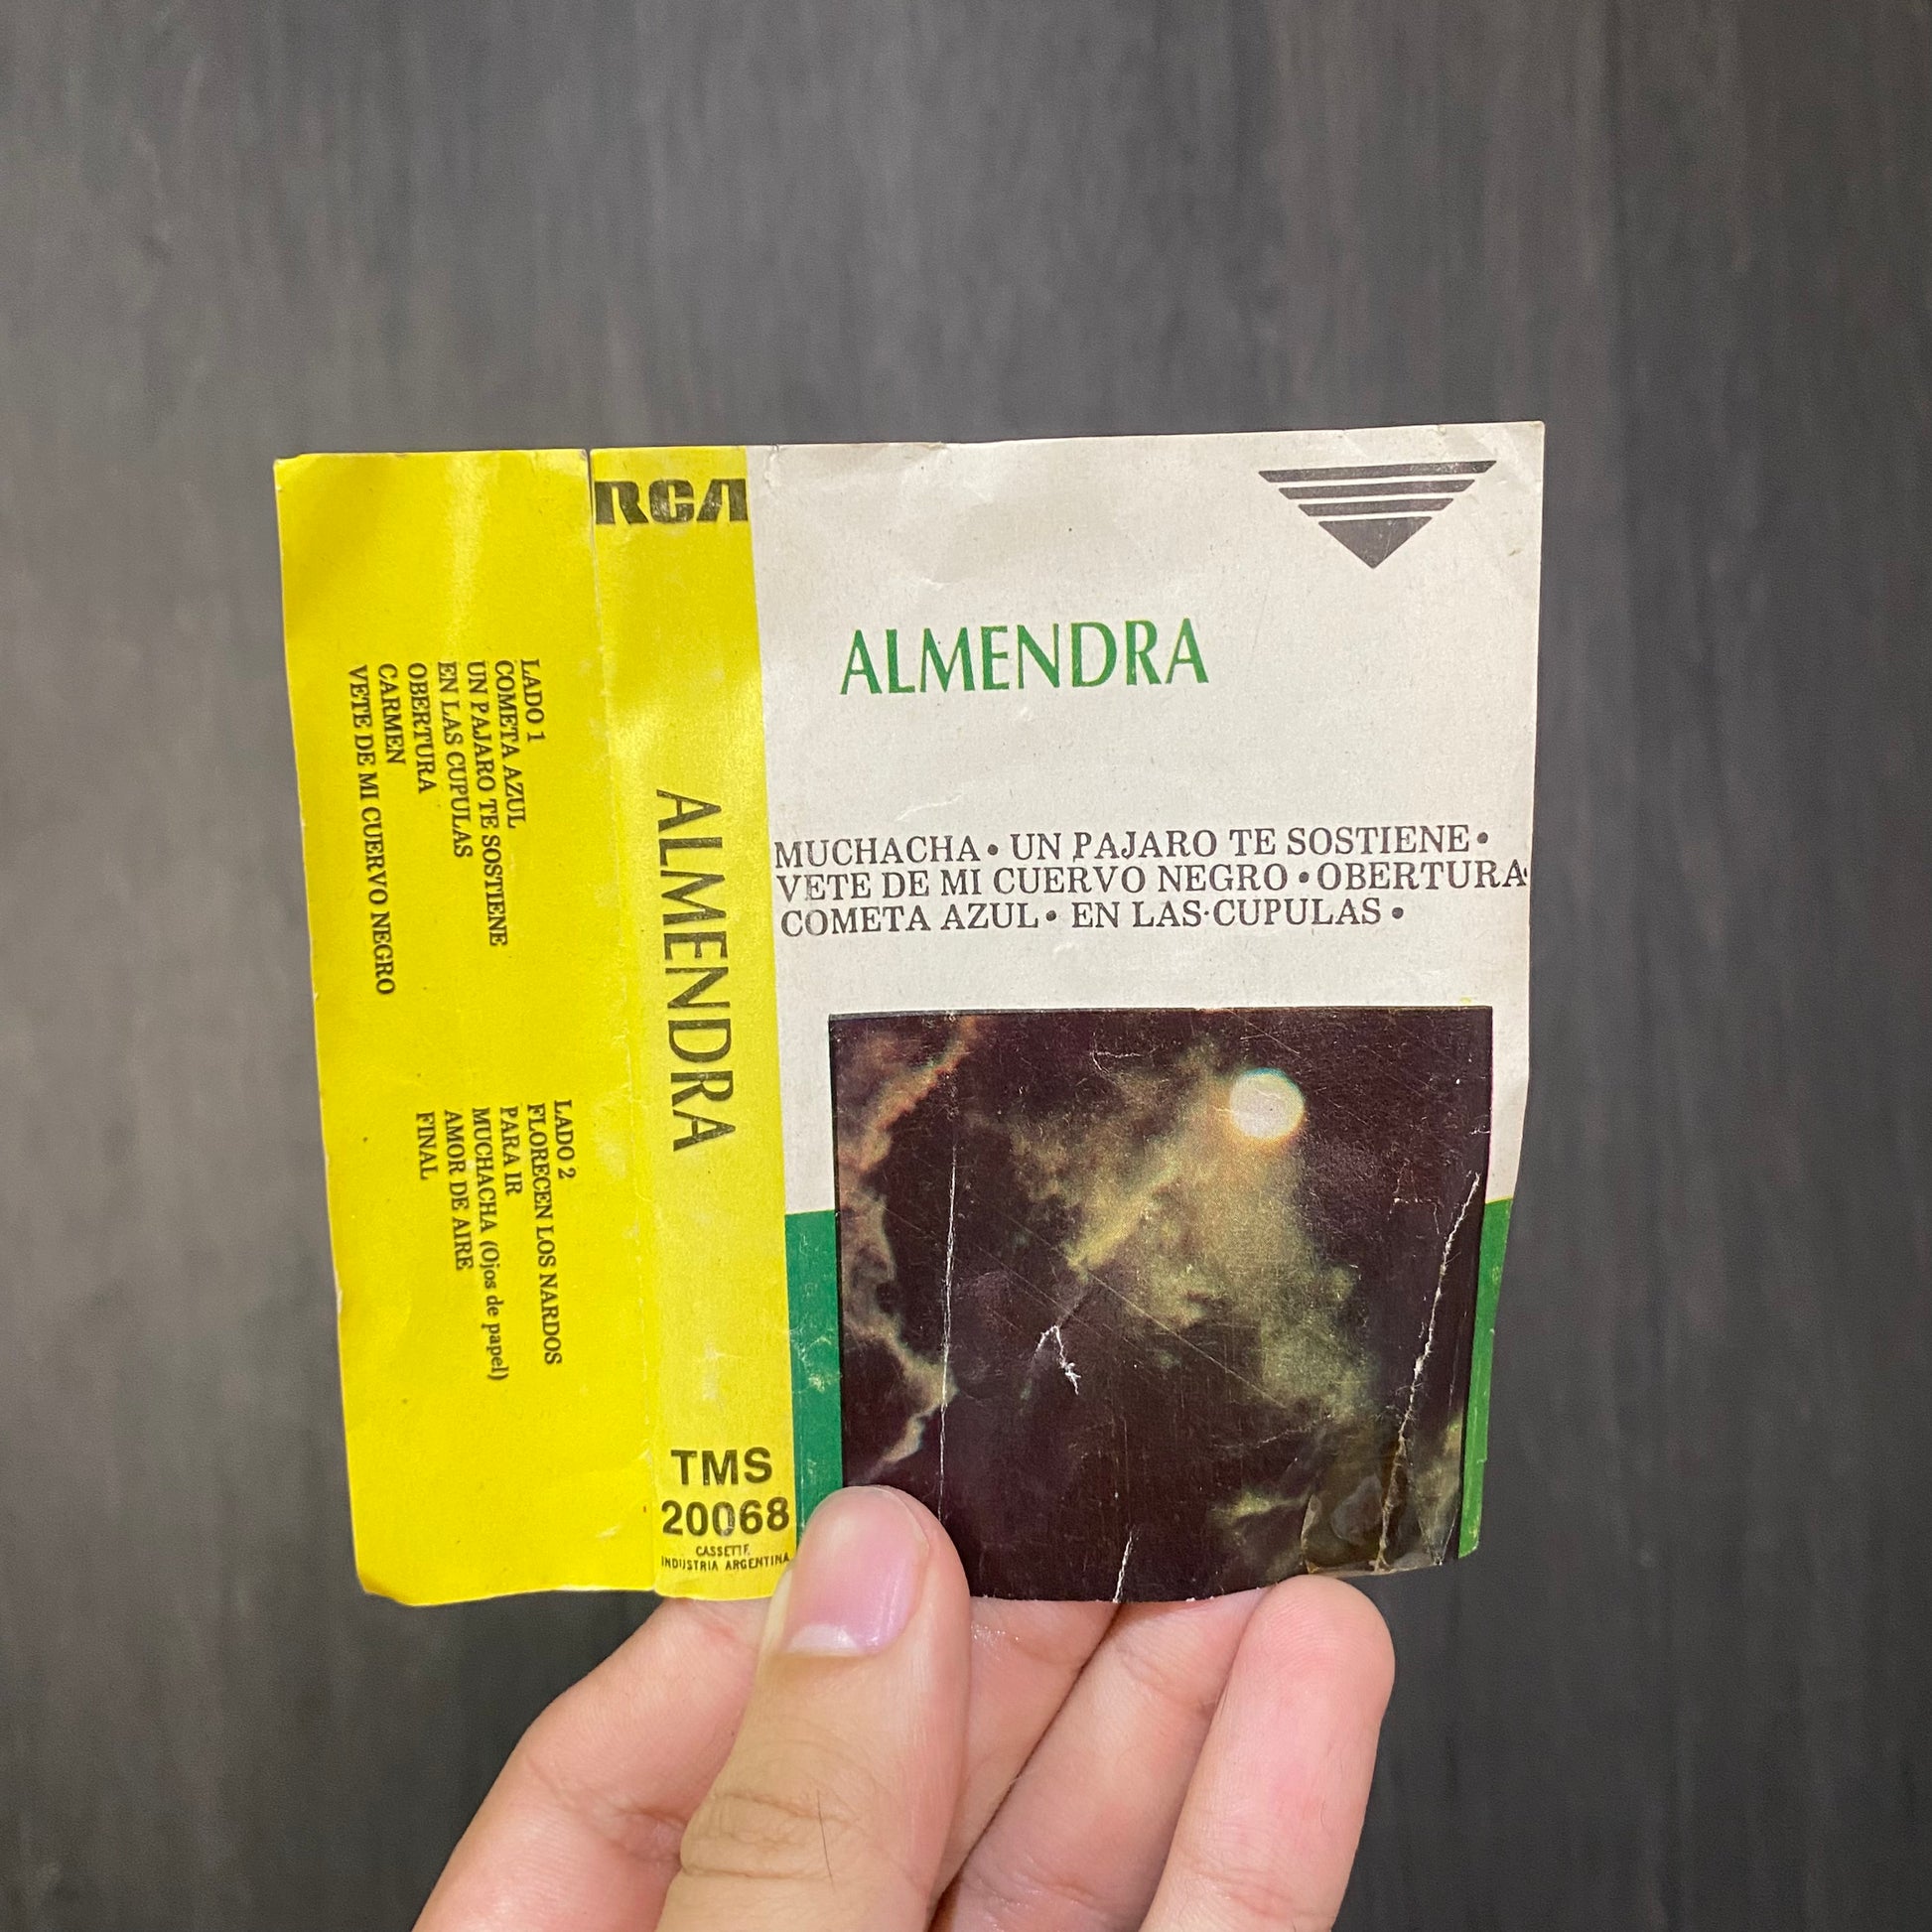 LADO 1
COMETA AZUL
UN PAJARO TE SOSTIENE
EN LAS CUPULAS
OBERTURA
CARMEN
VETE DE MI CUERVO NEGRO
LADO 2
FLORECEN LOS NARDOS
PARA IR
MUCHACHA (Ojos de papel)
AMOR DE AIRE
FINAL
RCA
ALMENDRA
TMS
20068
CASSETTE
INDUSTRIA ARGENTINA
ALMENDRA
MUCHACHA • UN PAJARO TE SOSTIENE •
VETE DE MI CUERVO NEGRO • OBERTURA •
COMETA AZUL • EN LAS CUPULAS •